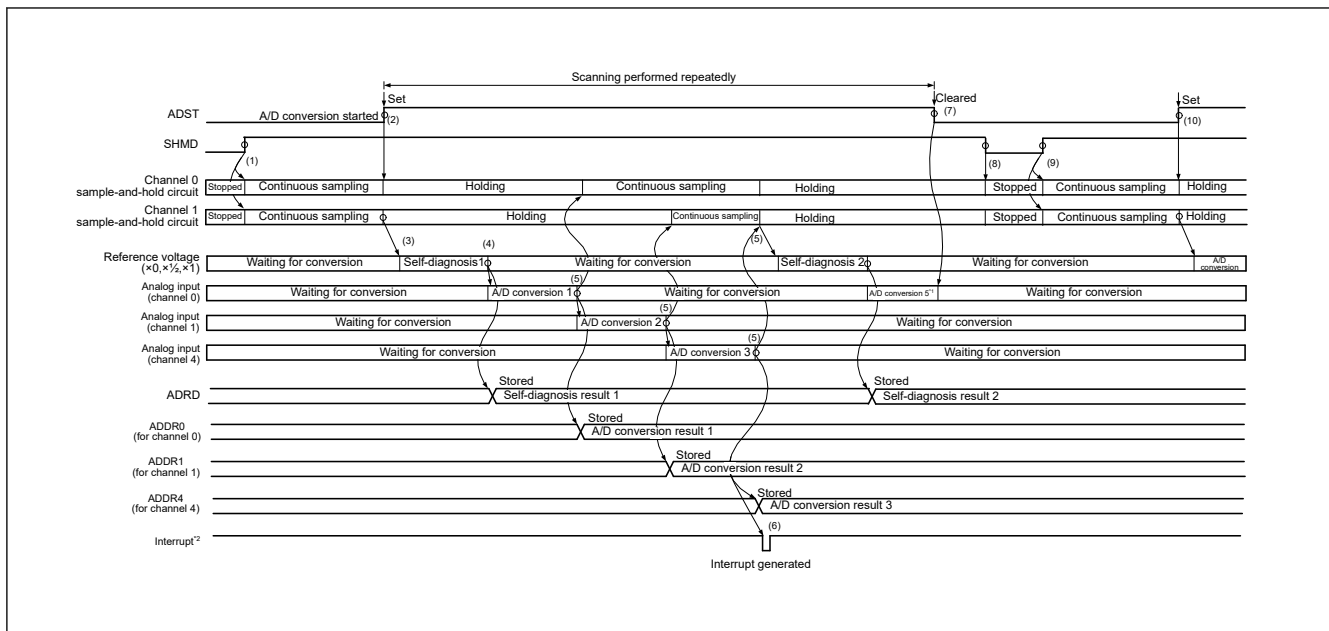 Scanning performed repeatedly
Set Cleared Set
ADST A/D conversion started (2) (7) (10)
SHMD (1) (8) (9)
Channel 0
sample-and-hold circuit
Stopped Continuous sampling Holding Continuous sampling Holding Stopped Continuous sampling Holding
Channel 1
sample-and-hold circuit
Stopped Continuous sampling Holding Continuous sampling Holding Stopped Continuous sampling Holding
(3) (4) (5)
Reference voltage
(×0,×½,×1)
Waiting for conversion Self-diagnosis1 Waiting for conversion Self-diagnosis 2 Waiting for conversion A/D
conversion
Analog input
(channel 0)
Waiting for conversion A/D conversion 1 (5) Waiting for conversion A/D conversion 5*1 Waiting for conversion
Analog input
(channel 1)
Waiting for conversion A/D conversion 2 (5) Waiting for conversion
Analog input
(channel 4)
Waiting for conversion A/D conversion 3 (5) Waiting for conversion
ADRD
Stored
Self-diagnosis result 1
Stored
Self-diagnosis result 2
ADDR0
(for channel 0)
Stored
A/D conversion result 1
ADDR1
(for channel 1)
Stored
A/D conversion result 2
ADDR4
(for channel 4)
Stored
A/D conversion result 3
Interrupt*2
(6)
Interrupt generated